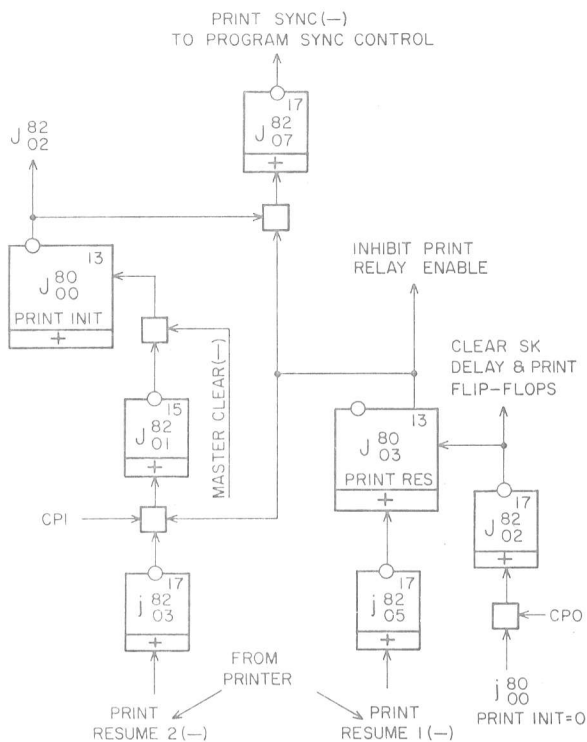 PRINT SYNC (—)
TO PROGRAM SYNC CONTROL
17
J 82 07
+
J 82 02
13
J 80 00
PRINT INIT
+
INHIBIT PRINT
RELAY ENABLE
CLEAR SK
DELAY & PRINT
FLIP-FLOPS
MASTER CLEAR (—)
15
J 82 01
+
13
J 80 03
PRINT RES
+
17
J 82 02
+
CPI
17
j 82 03
+
17
j 82 05
+
CPO
FROM
PRINTER
j 80 00
PRINT INIT=0
PRINT
RESUME 2 (—)
PRINT
RESUME 1 (—)